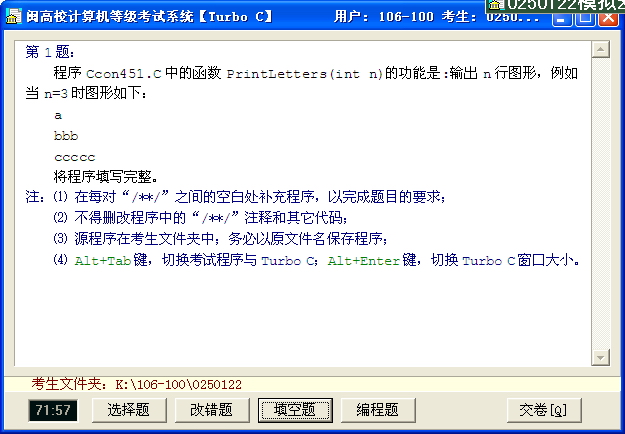 闽高校计算机等级考试系统【Turbo C】 用户: 106-100 考生: 0250...
0250122模拟
第 1 题:
程序 Ccon451.C 中的函数 PrintLetters(int n)的功能是:输出 n 行图形，例如
当 n=3 时图形如下:
a
bbb
ccccc
将程序填写完整。
注: ⑴ 在每对“/**/”之间的空白处补充程序，以完成题目的要求;
⑵ 不得删改程序中的“/**/”注释和其它代码;
⑶ 源程序在考生文件夹中; 务必以原文件名保存程序;
⑷ Alt+Tab 键，切换考试程序与 Turbo C; Alt+Enter 键，切换 Turbo C 窗口大小。
考生文件夹: K:\106-100\0250122
71:57 选择题 改错题 填空题 编程题 交卷[Q]